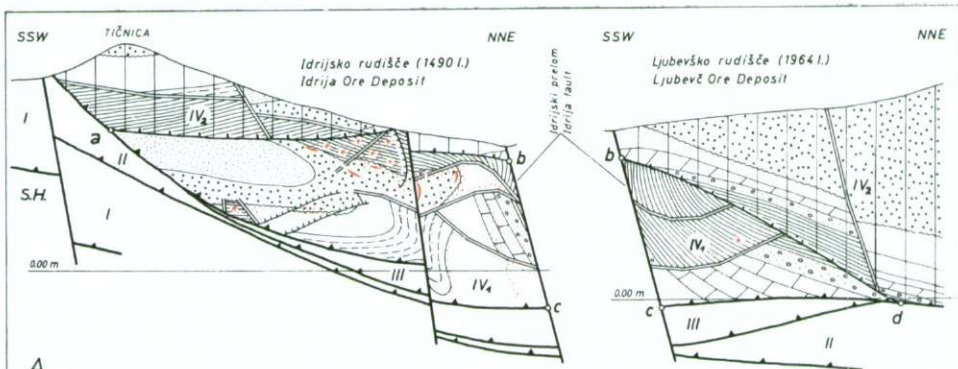 SSW
TIČNICA
NNE
Idrijsko rudišče (1490 l.)
Idrija Ore Deposit
I
a
II
S.H.
I
IV₂
b
III
IV₁
c
0.00 m
Idrijski prelom
Idrija fault
SSW
NNE
Ljubevško rudišče (1964 l.)
Ljubevč Ore Deposit
b
IV₂
IV₁
0.00 m
c
d
III
II
A